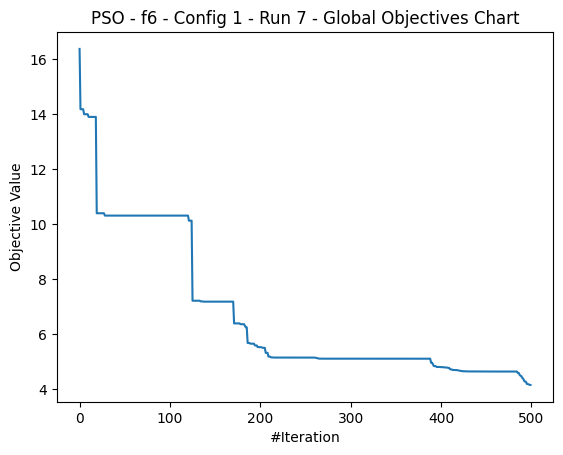 PSO - f6 - Config 1 - Run 7 - Global Objectives Chart
16
14
12
10
8
6
4
Objective Value
0 100 200 300 400 500
#Iteration